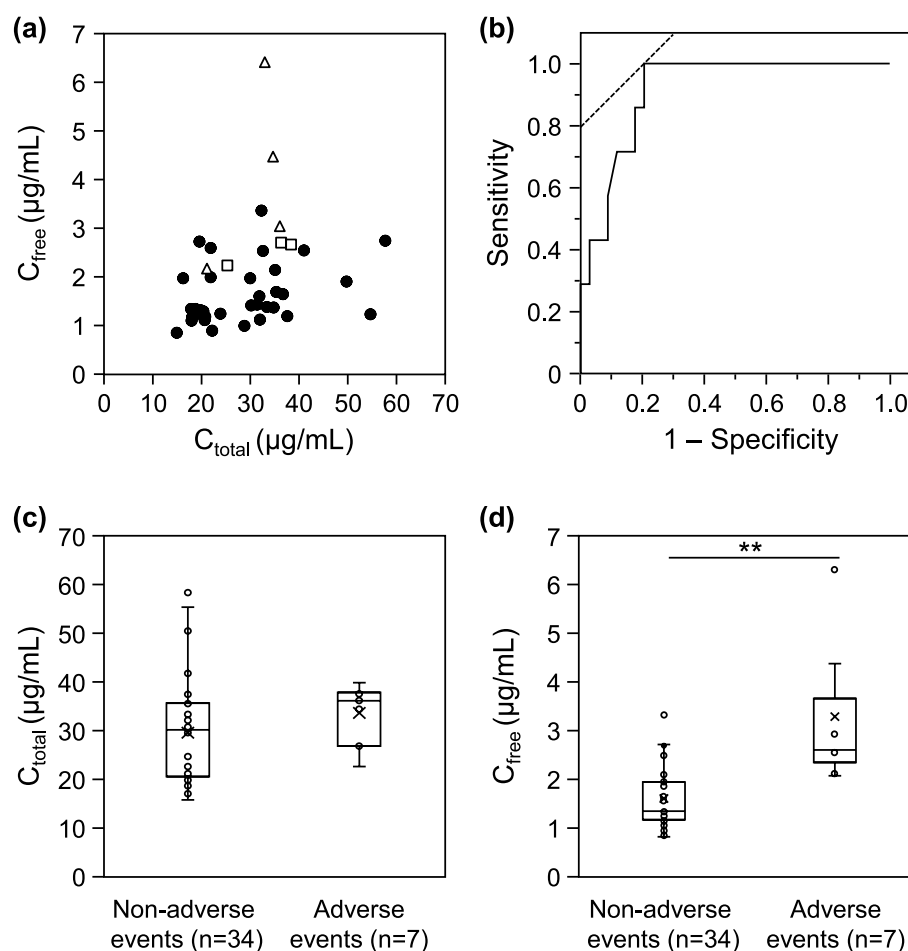 (a)
7
6
5
4
3
2
1
0
C_free (µg/mL)
0 10 20 30 40 50 60 70
C_total (µg/mL)
(b)
1.0
0.8
0.6
0.4
0.2
0
Sensitivity
0 0.2 0.4 0.6 0.8 1.0
1 – Specificity
(c)
70
60
50
40
30
20
10
0
C_total (µg/mL)
Non-adverse
events (n=34)
Adverse
events (n=7)
(d)
7
6
5
4
3
2
1
0
C_free (µg/mL)
**
Non-adverse
events (n=34)
Adverse
events (n=7)